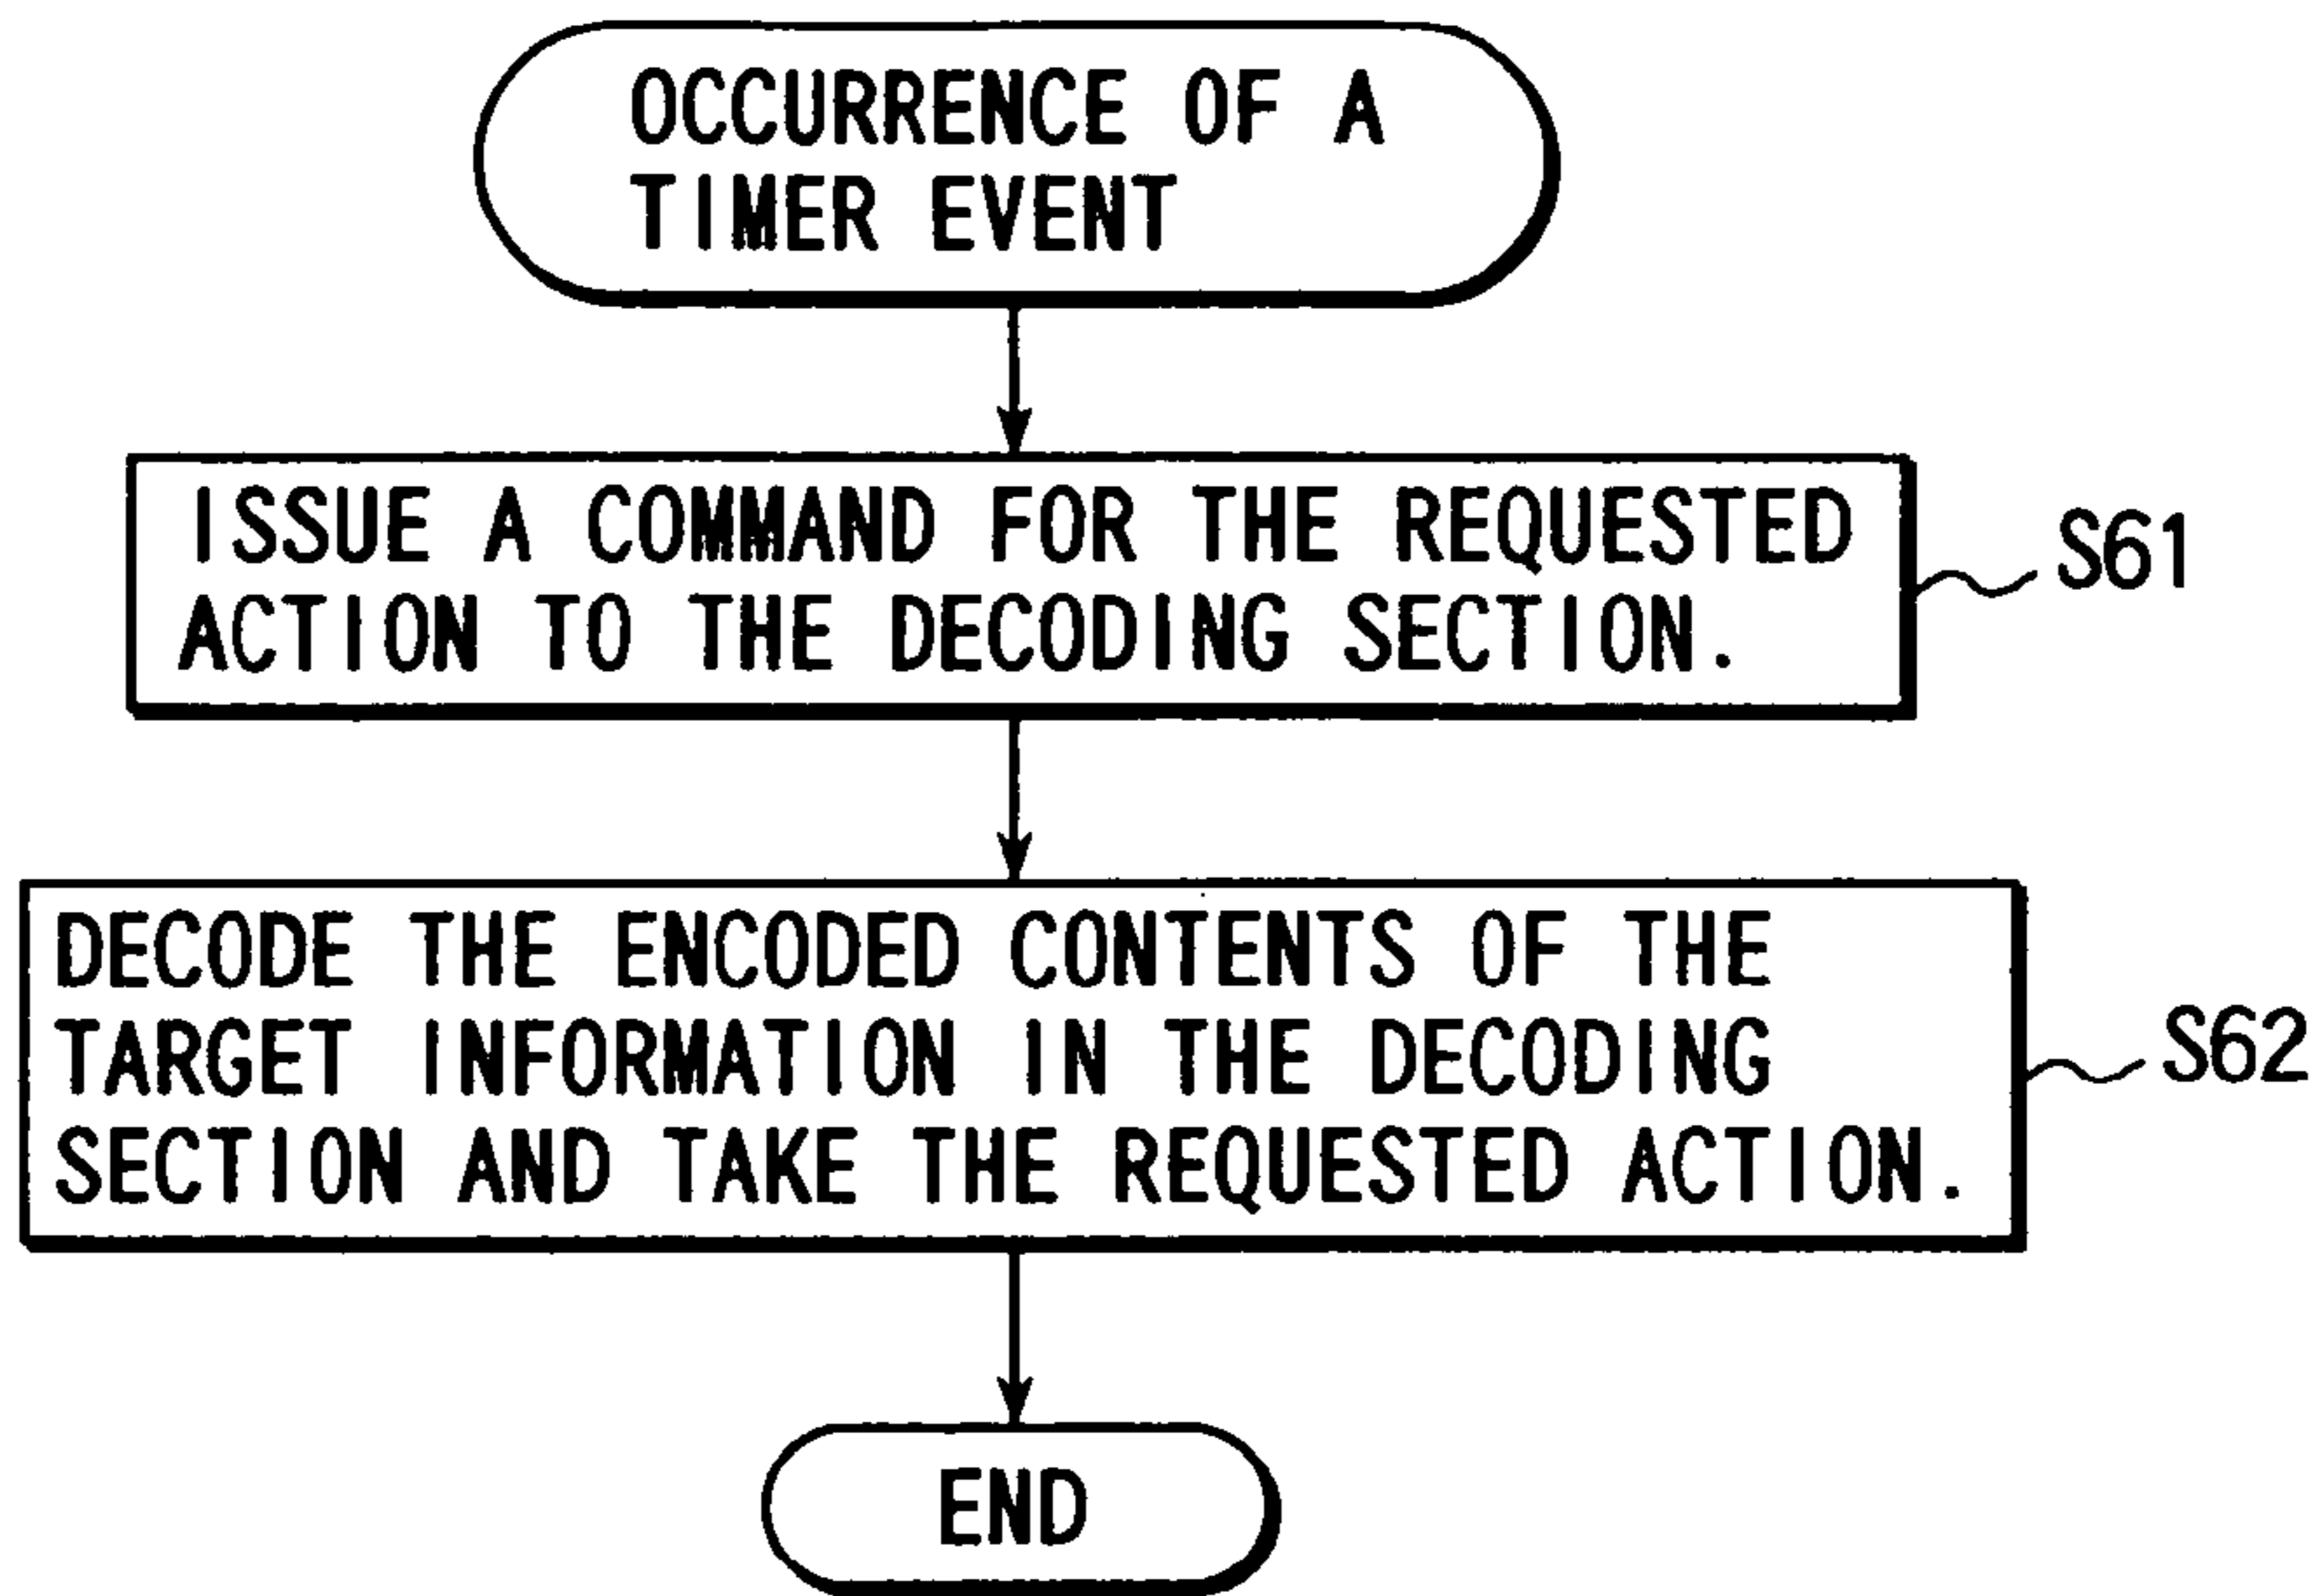 OCCURRENCE OF A
TIMER EVENT
ISSUE A COMMAND FOR THE REQUESTED
ACTION TO THE DECODING SECTION.
S61
DECODE THE ENCODED CONTENTS OF THE
TARGET INFORMATION IN THE DECODING
SECTION AND TAKE THE REQUESTED ACTION.
S62
END